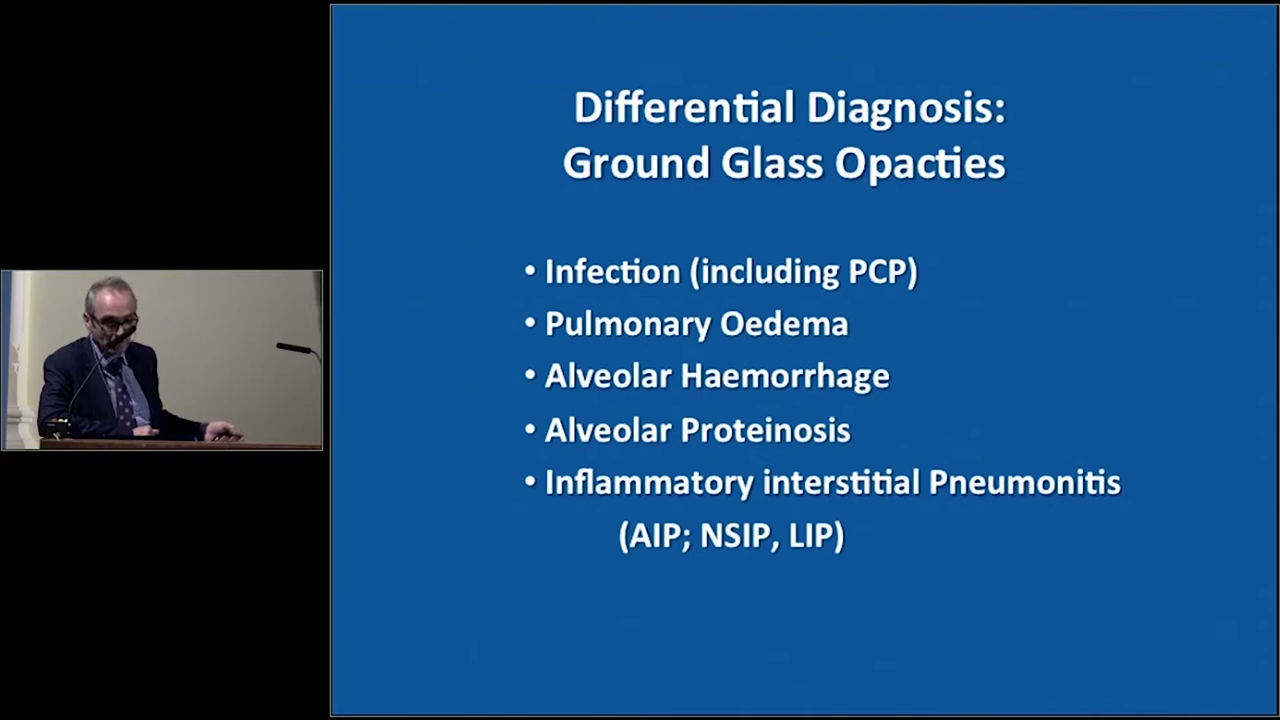 Differential Diagnosis:
Ground Glass Opacties
• Infection (including PCP)
• Pulmonary Oedema
• Alveolar Haemorrhage
• Alveolar Proteinosis
• Inflammatory interstitial Pneumonitis
(AIP; NSIP, LIP)